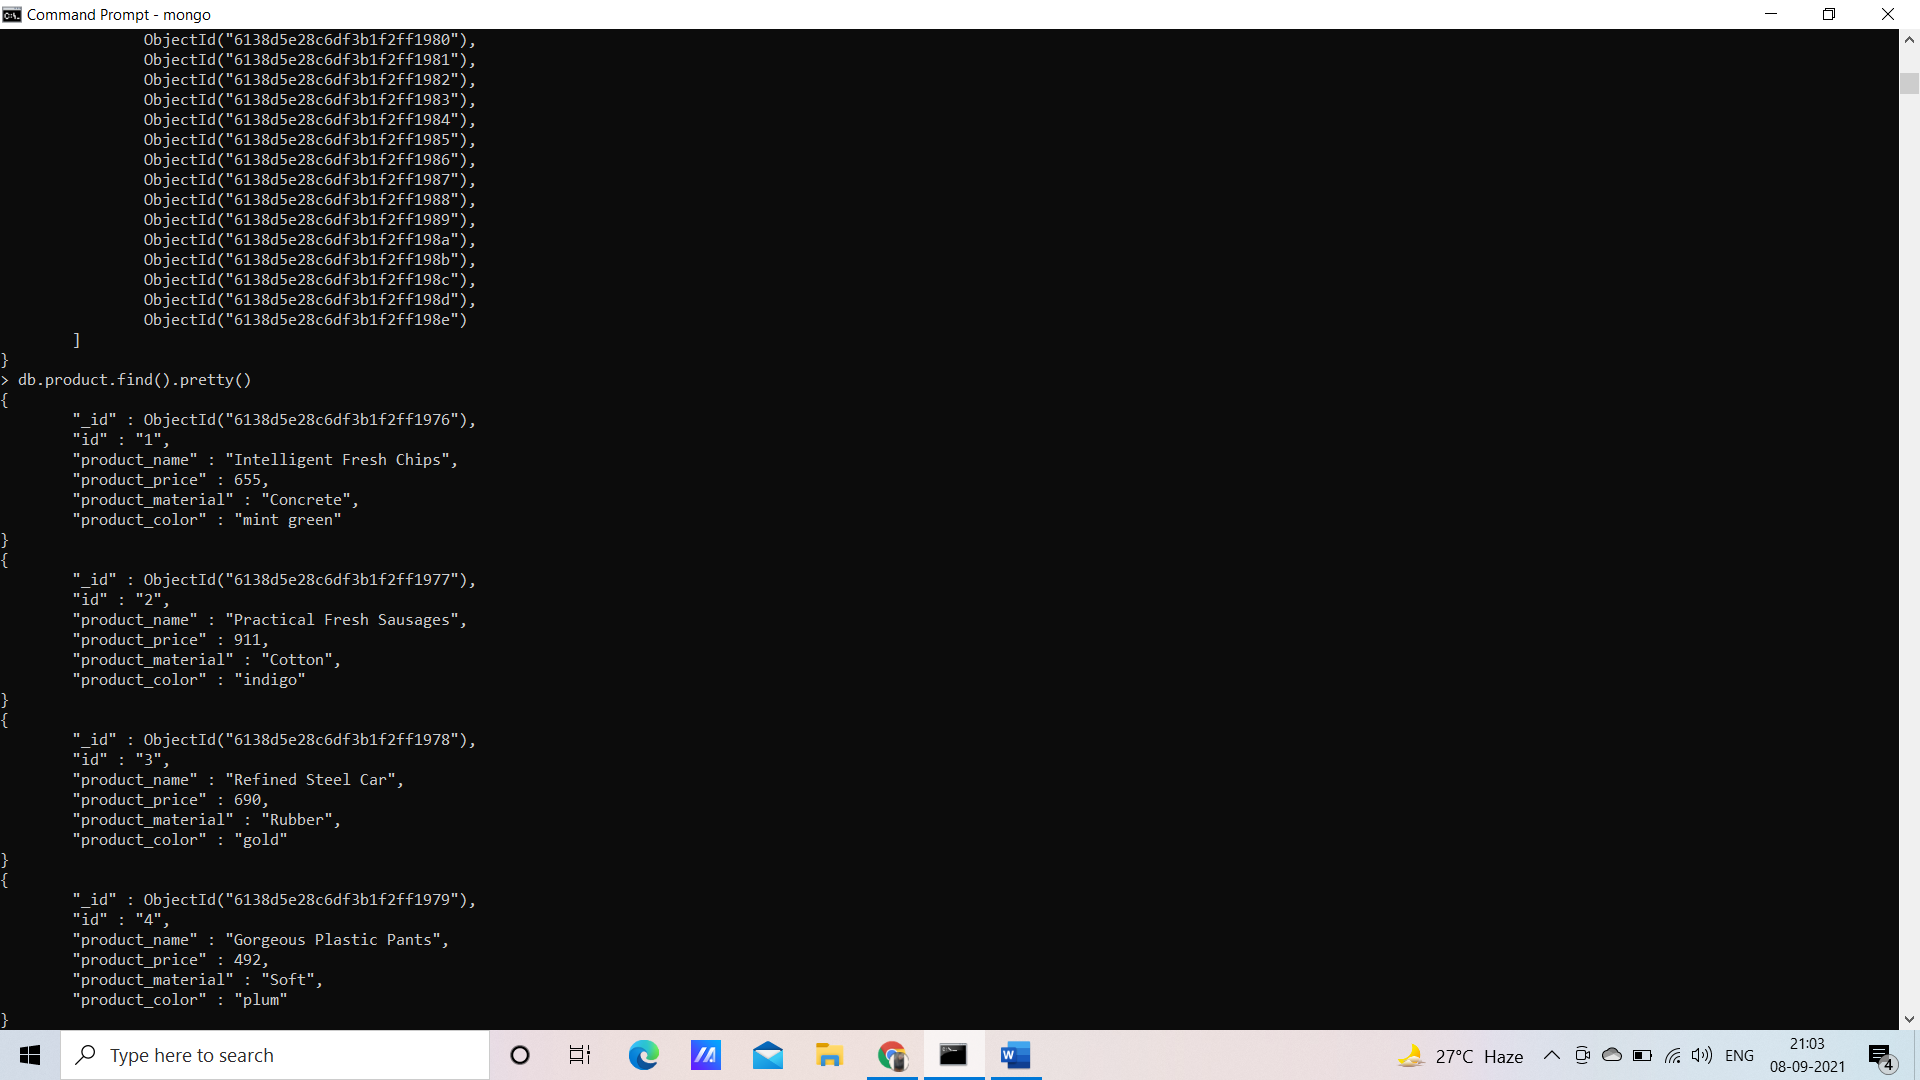 Command Prompt - mongo
ObjectId("6138d5e28c6df3b1f2ff1980"),
ObjectId("6138d5e28c6df3b1f2ff1981"),
ObjectId("6138d5e28c6df3b1f2ff1982"),
ObjectId("6138d5e28c6df3b1f2ff1983"),
ObjectId("6138d5e28c6df3b1f2ff1984"),
ObjectId("6138d5e28c6df3b1f2ff1985"),
ObjectId("6138d5e28c6df3b1f2ff1986"),
ObjectId("6138d5e28c6df3b1f2ff1987"),
ObjectId("6138d5e28c6df3b1f2ff1988"),
ObjectId("6138d5e28c6df3b1f2ff1989"),
ObjectId("6138d5e28c6df3b1f2ff198a"),
ObjectId("6138d5e28c6df3b1f2ff198b"),
ObjectId("6138d5e28c6df3b1f2ff198c"),
ObjectId("6138d5e28c6df3b1f2ff198d"),
ObjectId("6138d5e28c6df3b1f2ff198e")
]
}
> db.product.find().pretty()
{
"_id" : ObjectId("6138d5e28c6df3b1f2ff1976"),
"id" : "1",
"product_name" : "Intelligent Fresh Chips",
"product_price" : 655,
"product_material" : "Concrete",
"product_color" : "mint green"
}
{
"_id" : ObjectId("6138d5e28c6df3b1f2ff1977"),
"id" : "2",
"product_name" : "Practical Fresh Sausages",
"product_price" : 911,
"product_material" : "Cotton",
"product_color" : "indigo"
}
{
"_id" : ObjectId("6138d5e28c6df3b1f2ff1978"),
"id" : "3",
"product_name" : "Refined Steel Car",
"product_price" : 690,
"product_material" : "Rubber",
"product_color" : "gold"
}
{
"_id" : ObjectId("6138d5e28c6df3b1f2ff1979"),
"id" : "4",
"product_name" : "Gorgeous Plastic Pants",
"product_price" : 492,
"product_material" : "Soft",
"product_color" : "plum"
}
Type here to search
27°C Haze
ENG
21:03
08-09-2021
4